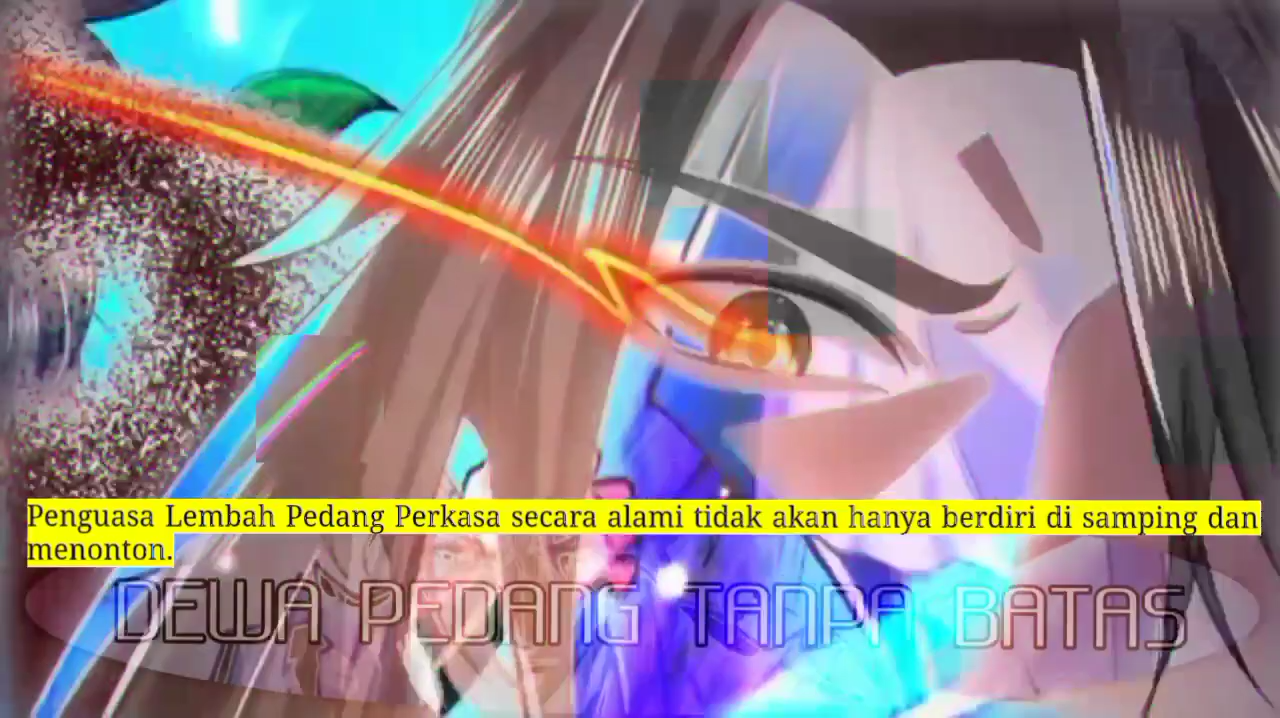 Penguasa Lembah Pedang Perkasa secara alami tidak akan hanya berdiri di samping dan
menonton.
DEWA PEDANG TANPA BATAS